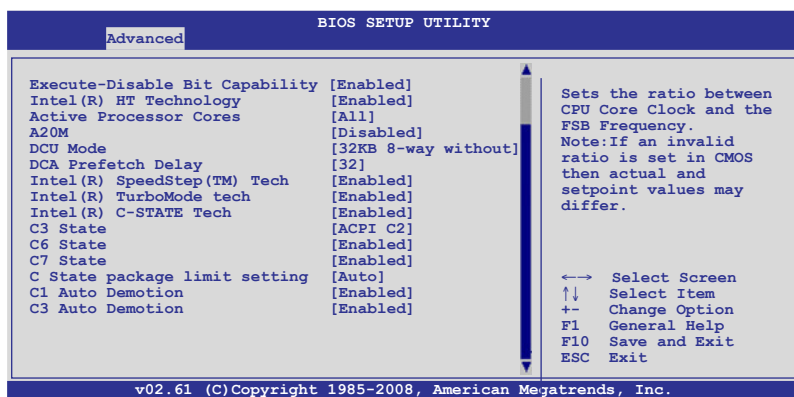 BIOS SETUP UTILITY
Advanced
Execute-Disable Bit Capability [Enabled]
Intel(R) HT Technology [Enabled]
Active Processor Cores [All]
A20M [Disabled]
DCU Mode [32KB 8-way without]
DCA Prefetch Delay [32]
Intel(R) SpeedStep(TM) Tech [Enabled]
Intel(R) TurboMode tech [Enabled]
Intel(R) C-STATE Tech [Enabled]
C3 State [ACPI C2]
C6 State [Enabled]
C7 State [Enabled]
C State package limit setting [Auto]
C1 Auto Demotion [Enabled]
C3 Auto Demotion [Enabled]
Sets the ratio between
CPU Core Clock and the
FSB Frequency.
Note:If an invalid
ratio is set in CMOS
then actual and
setpoint values may
differ.
←→ Select Screen
↑↓ Select Item
+- Change Option
F1 General Help
F10 Save and Exit
ESC Exit
v02.61 (C)Copyright 1985-2008, American Megatrends, Inc.